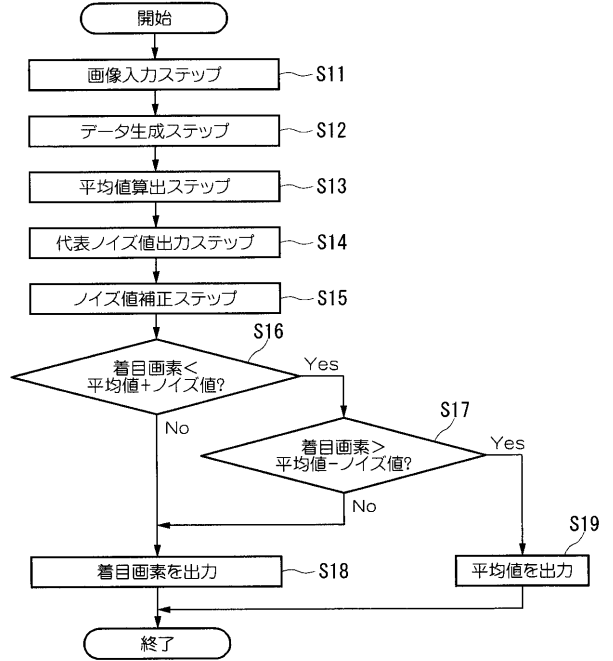 開始
画像入力ステップ S11
データ生成ステップ S12
平均値算出ステップ S13
代表ノイズ値出力ステップ S14
ノイズ値補正ステップ S15
S16
着目画素<
平均値+ノイズ値?
Yes
No
S17
着目画素>
平均値-ノイズ値?
Yes
No
着目画素を出力 S18
S19
平均値を出力
終了